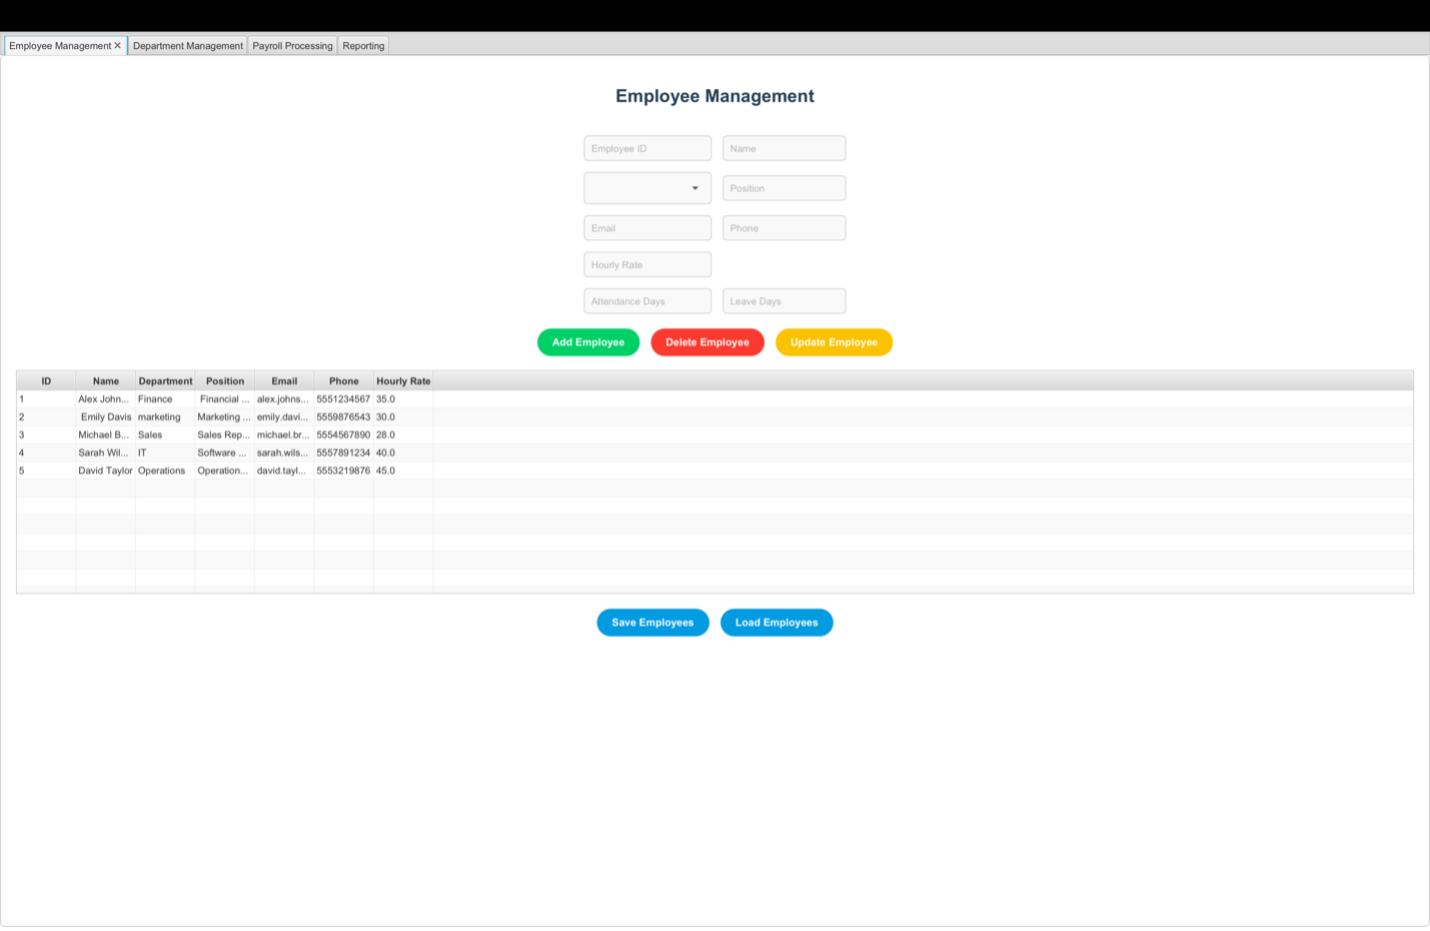 Employee Management ✕ Department Management Payroll Processing Reporting
Employee Management
Employee ID Name
Position
Email Phone
Hourly Rate
Attendance Days Leave Days
Add Employee Delete Employee Update Employee
ID Name Department Position Email Phone Hourly Rate
1 Alex John... Finance Financial ... alex.johns... 5551234567 35.0
2 Emily Davis marketing Marketing ... emily.davi... 5559876543 30.0
3 Michael B... Sales Sales Rep... michael.br... 5554567890 28.0
4 Sarah Wil... IT Software ... sarah.wils... 5557891234 40.0
5 David Taylor Operations Operation... david.tayl... 5553219876 45.0
Save Employees Load Employees